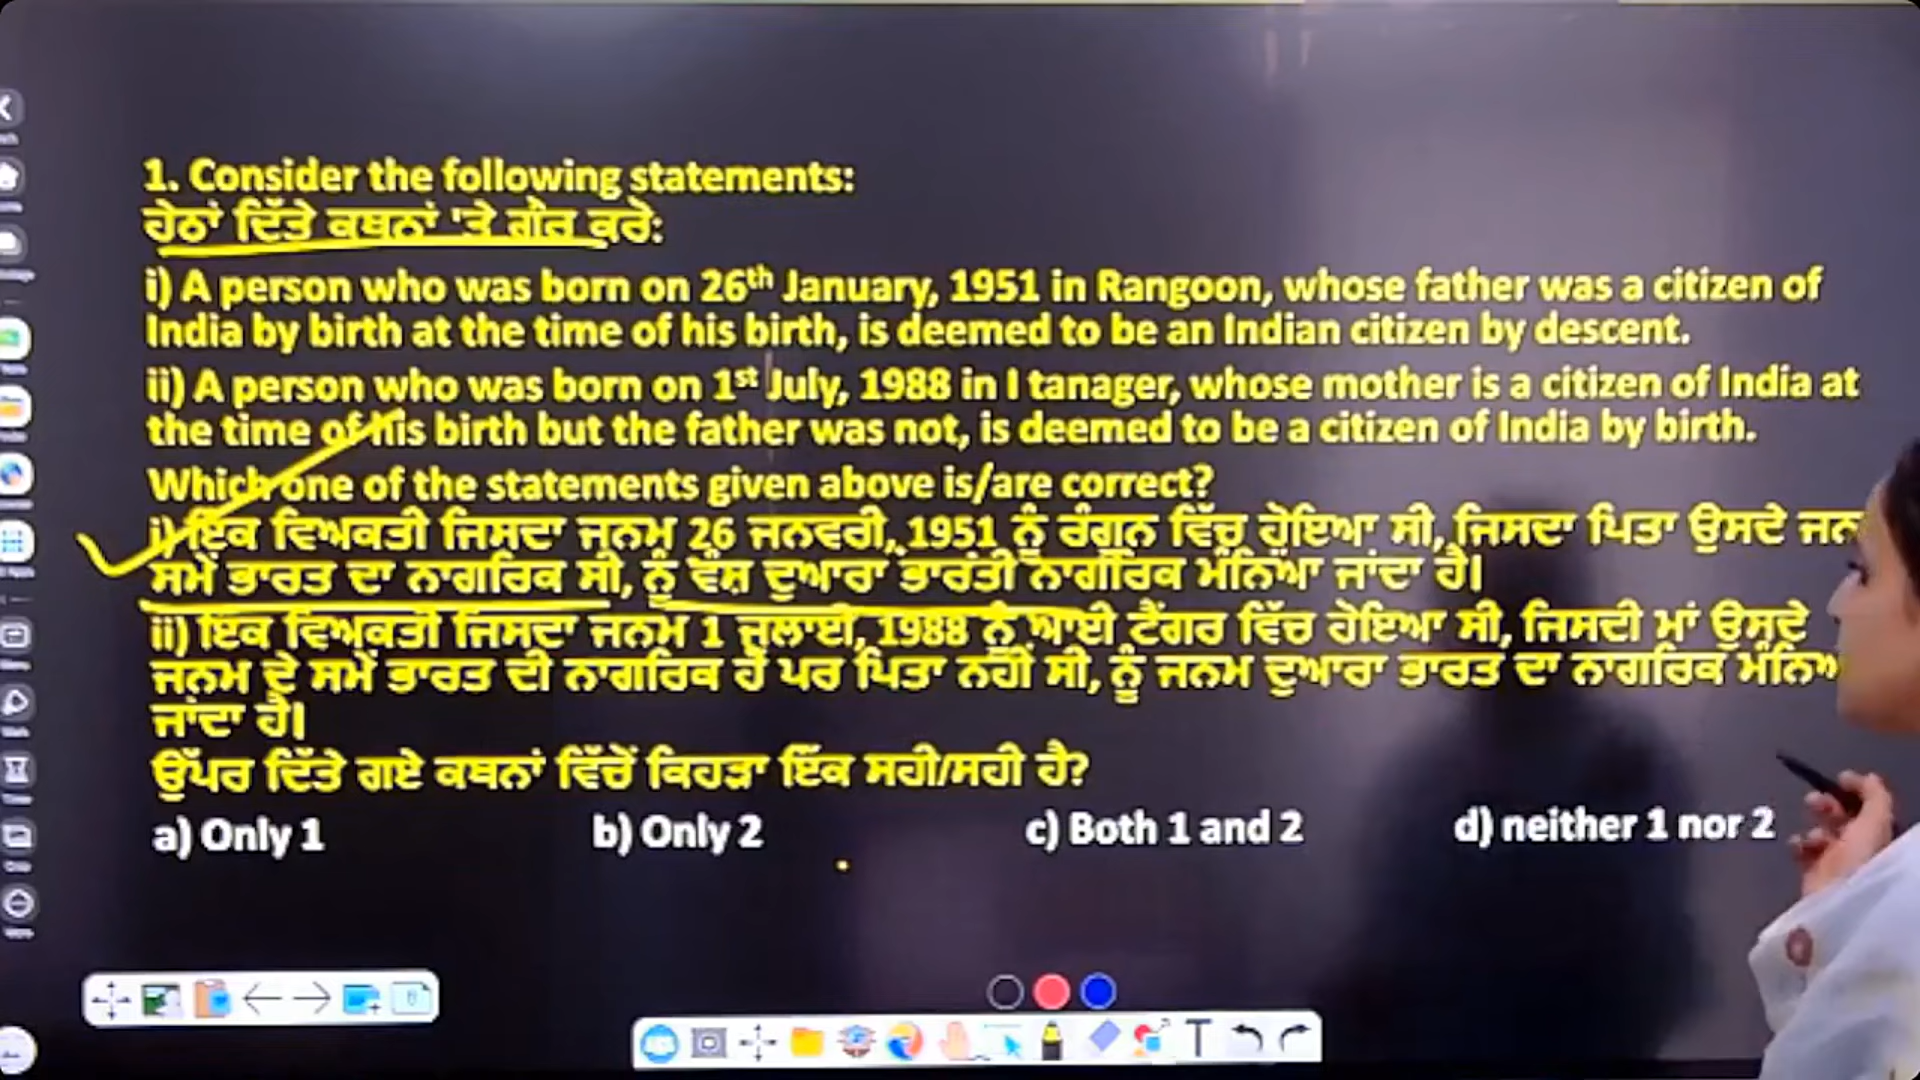 1. Consider the following statements:
ਹੇਠਾਂ ਦਿੱਤੇ ਕਥਨਾਂ 'ਤੇ ਗੌਰ ਕਰੋ:
i) A person who was born on 26th January, 1951 in Rangoon, whose father was a citizen of
India by birth at the time of his birth, is deemed to be an Indian citizen by descent.
ii) A person who was born on 1st July, 1988 in I tanager, whose mother is a citizen of India at
the time of his birth but the father was not, is deemed to be a citizen of India by birth.
Which one of the statements given above is/are correct?
i) ਇਕ ਵਿਅਕਤੀ ਜਿਸਦਾ ਜਨਮ 26 ਜਨਵਰੀ, 1951 ਨੂੰ ਰੰਗੂਨ ਵਿੱਚ ਹੋਇਆ ਸੀ, ਜਿਸਦਾ ਪਿਤਾ ਉਸਦੇ ਜਨ
ਸਮੇਂ ਭਾਰਤ ਦਾ ਨਾਗਰਿਕ ਸੀ, ਨੂੰ ਵੰਸ਼ ਦੁਆਰਾ ਭਾਰਤੀ ਨਾਗਰਿਕ ਮੰਨਿਆ ਜਾਂਦਾ ਹੈ।
ii) ਇਕ ਵਿਅਕਤੀ ਜਿਸਦਾ ਜਨਮ 1 ਜੁਲਾਈ, 1988 ਨੂੰ ਆਈ ਟੈਂਗਰ ਵਿੱਚ ਹੋਇਆ ਸੀ, ਜਿਸਦੀ ਮਾਂ ਉਸਦੇ
ਜਨਮ ਦੇ ਸਮੇਂ ਭਾਰਤ ਦੀ ਨਾਗਰਿਕ ਹੈ ਪਰ ਪਿਤਾ ਨਹੀਂ ਸੀ, ਨੂੰ ਜਨਮ ਦੁਆਰਾ ਭਾਰਤ ਦਾ ਨਾਗਰਿਕ ਮੰਨਿਆ
ਜਾਂਦਾ ਹੈ।
ਉੱਪਰ ਦਿੱਤੇ ਗਏ ਕਥਨਾਂ ਵਿੱਚੋਂ ਕਿਹੜਾ ਇੱਕ ਸਹੀ/ਸਹੀ ਹੈ?
a) Only 1 b) Only 2 c) Both 1 and 2 d) neither 1 nor 2